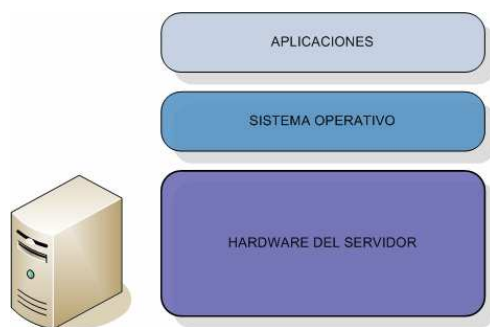 APLICACIONES
SISTEMA OPERATIVO
HARDWARE DEL SERVIDOR